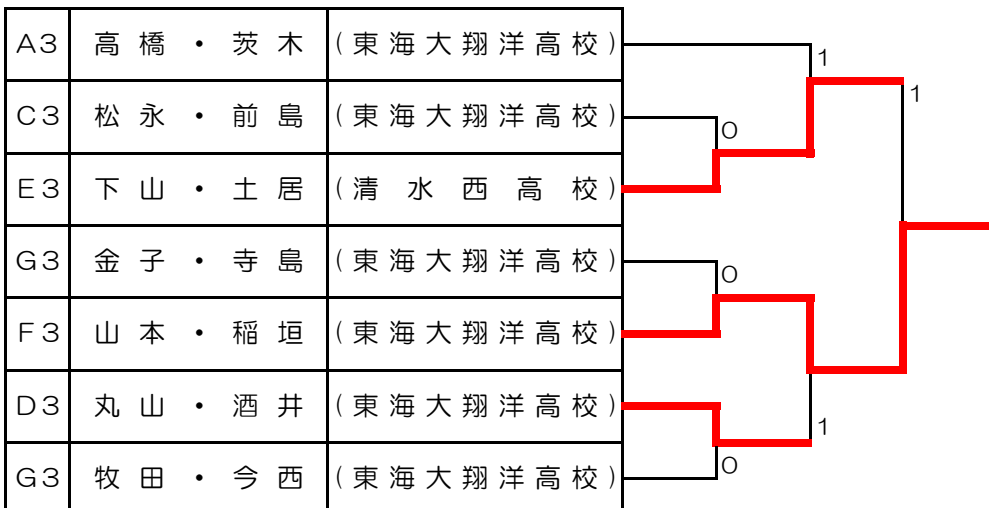 A3 高橋・茨木 (東海大翔洋高校)
1
1
C3 松永・前島 (東海大翔洋高校)
0
E3 下山・土居 (清水西高校)
G3 金子・寺島 (東海大翔洋高校)
0
F3 山本・稲垣 (東海大翔洋高校)
D3 丸山・酒井 (東海大翔洋高校)
1
0
G3 牧田・今西 (東海大翔洋高校)